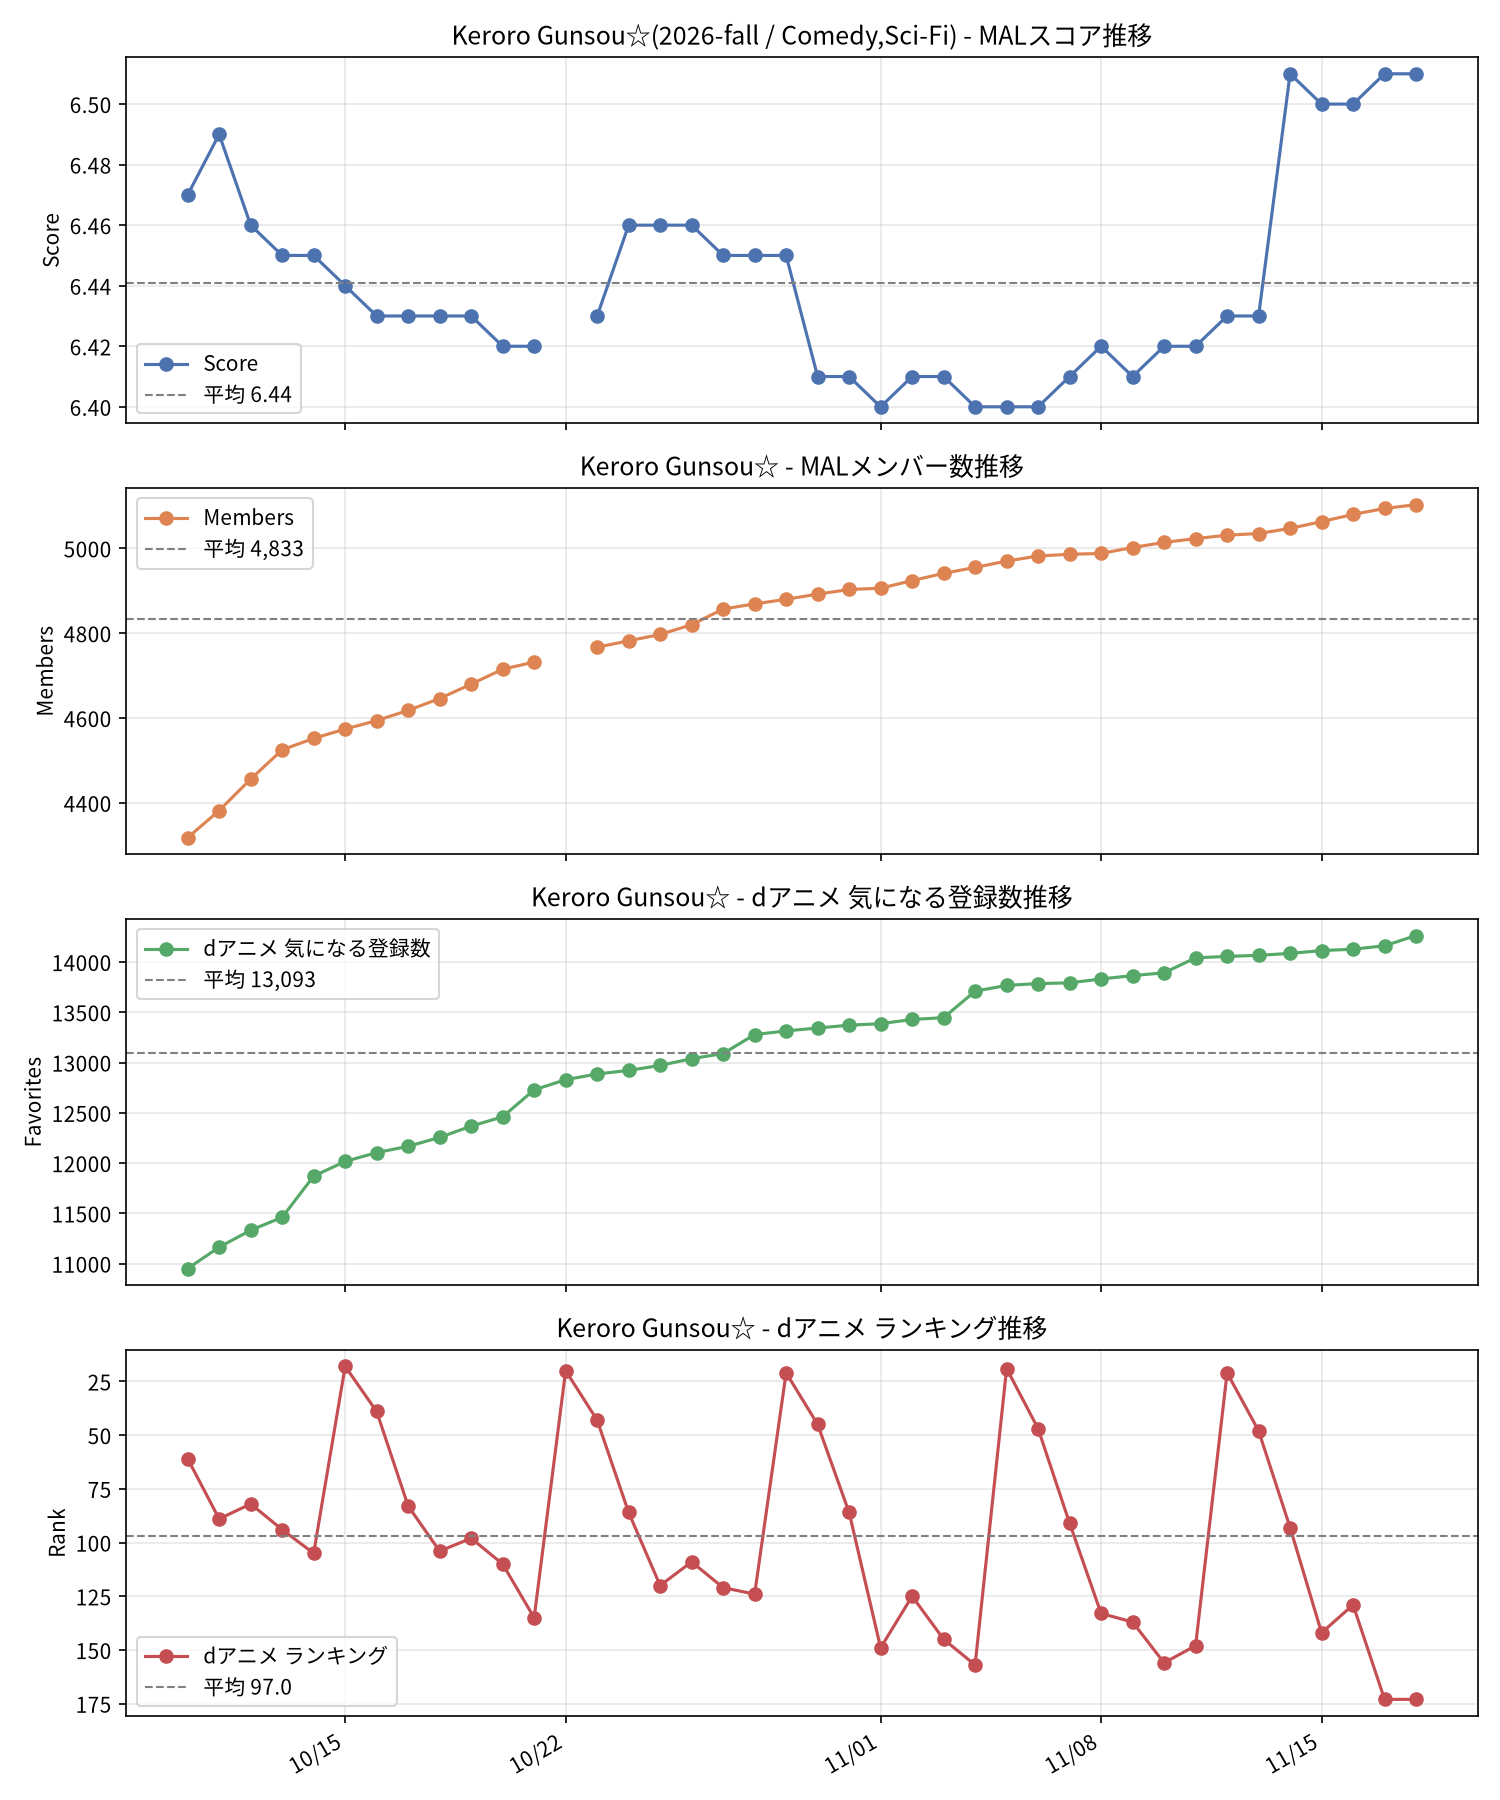 Keroro Gunsou☆(2026-fall / Comedy,Sci-Fi) - MALスコア推移
6.50
6.48
6.46
6.44
6.42
6.40
Score
Score
平均 6.44
Keroro Gunsou☆ - MALメンバー数推移
5000
4800
4600
4400
Members
Members
平均 4,833
Keroro Gunsou☆ - dアニメ 気になる登録数推移
14000
13500
13000
12500
12000
11500
11000
Favorites
dアニメ 気になる登録数
平均 13,093
Keroro Gunsou☆ - dアニメ ランキング推移
25
50
75
100
125
150
175
Rank
dアニメ ランキング
平均 97.0
10/15
10/22
11/01
11/08
11/15